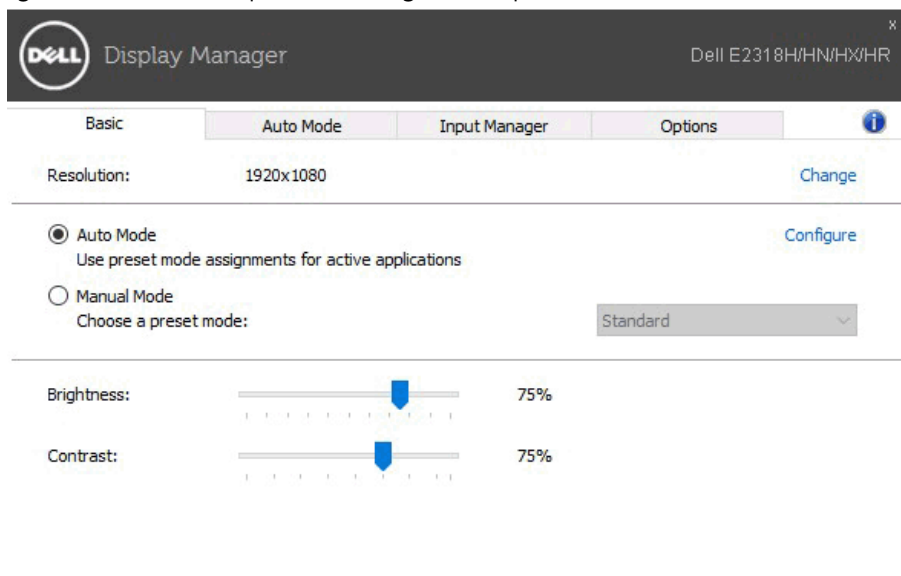 DELL Display Manager
x
Dell E2318H/HN/HX/HR
Basic Auto Mode Input Manager Options i
Resolution: 1920x1080 Change
Auto Mode Configure
Use preset mode assignments for active applications
Manual Mode
Choose a preset mode: Standard
Brightness: 75%
Contrast: 75%